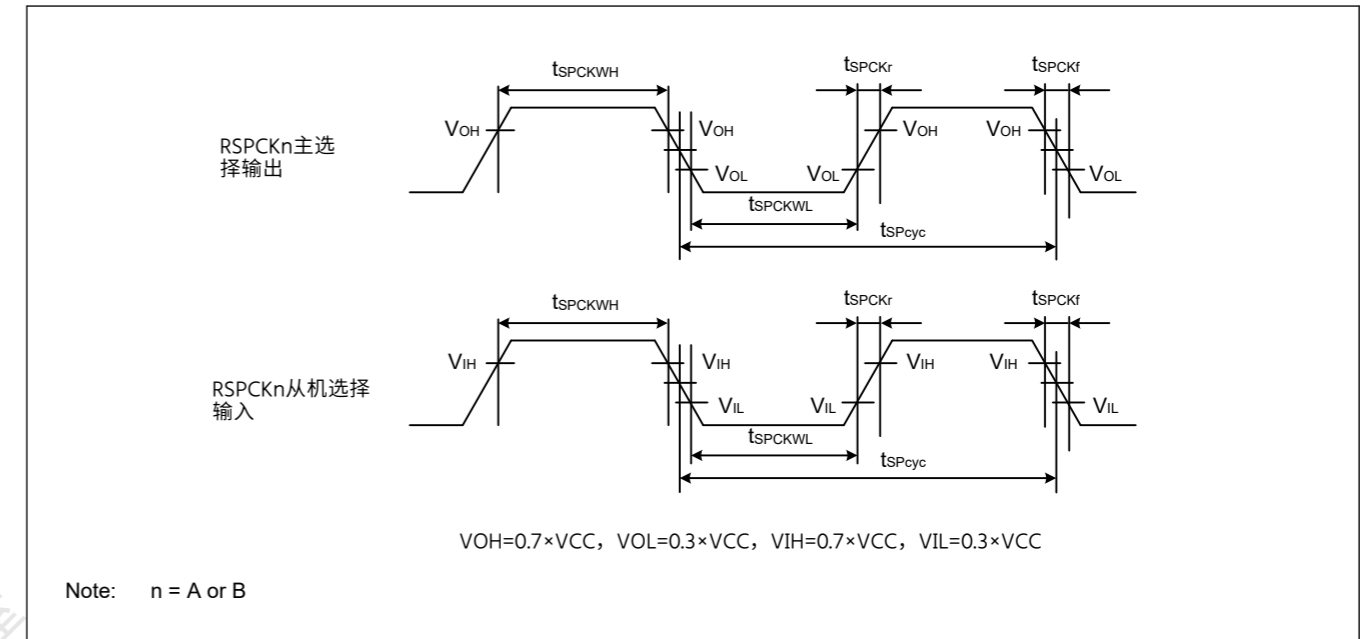 tSPCKWH
tSPCKr
tSPCKf
VOH
VOH
VOH
VOH
RSPCKn主选
择输出
VOL
VOL
VOL
tSPCKWL
tSPcyc
tSPCKWH
tSPCKr
tSPCKf
VIH
VIH
VIH
VIH
RSPCKn从机选择
输入
VIL
VIL
VIL
tSPCKWL
tSPcyc
VOH=0.7×VCC，VOL=0.3×VCC，VIH=0.7×VCC，VIL=0.3×VCC
Note: n = A or B